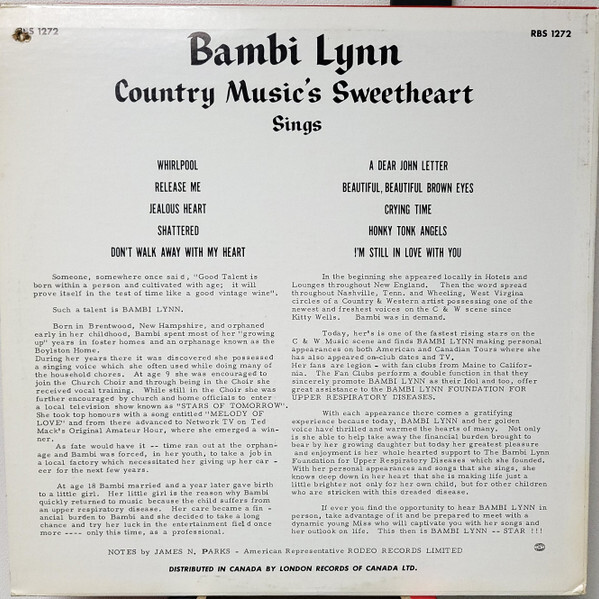 RBS 1272
RBS 1272
Bambi Lynn
Country Music's Sweetheart
Sings
WHIRLPOOL
RELEASE ME
JEALOUS HEART
SHATTERED
DON'T WALK AWAY WITH MY HEART
A DEAR JOHN LETTER
BEAUTIFUL, BEAUTIFUL BROWN EYES
CRYING TIME
HONKY TONK ANGELS
I'M STILL IN LOVE WITH YOU
Someone, somewhere once said, "Good Talent is
born within a person and cultivated with age; it will
prove itself in the test of time like a good vintage wine".
Such a talent is BAMBI LYNN.
Born in Brentwood, New Hampshire, and orphaned
early in her childhood, Bambi spent most of her "growing
up" years in foster homes and an orphanage known as the
Boylston Home.
During her years there it was discovered she possessed
a singing voice which she often used while doing many of
the household chores. At age 9 she was encouraged to
join the Church Choir and through being in the Choir she
received vocal training. While still in the Choir she was
further encouraged by church and home officials to enter
a local television show known as "STARS OF TOMORROW".
She took top honours with a song entitled "MELODY OF
LOVE" and from there advanced to Network TV on Ted
Mack's Original Amateur Hour, where she emerged a win-
ner.
As fate would have it -- time ran out at the orphan-
age and Bambi was forced, in her youth, to take a job in
a local factory which necessitated her giving up her car -
eer for the next few years.
At age 18 Bambi married and a year later gave birth
to a little girl. Her little girl is the reason why Bambi
quickly returned to music because the child suffers from
an upper respiratory disease. Her care became a fin -
ancial burden to Bambi and she decided to take a long
chance and try her luck in the entertainment field once
more ---- only this time, as a professional.
In the beginning she appeared locally in Hotels and
Lounges throughout New England. Then the word spread
throughout Nashville, Tenn. and Wheeling, West Virgina
circles of a Country & Western artist possessing one of the
newest and freshest voices on the C & W scene since
Kitty Wells. Bambi was in demand.
Today, her's is one of the fastest rising stars on the
C & W Music scene and finds BAMBI LYNN making personal
appearances on both American and Canadian Tours where she
has also appeared on club dates and TV.
Her fans are legion - with fan clubs from Maine to Califor-
nia. The Fan Clubs perform a double function in that they
sincerely promote BAMBI LYNN as their Idol and too, offer
great assistance to the BAMBI LYNN FOUNDATION FOR
UPPER RESPIRATORY DISEASES.
With each appearance there comes a gratifying
experience because today, BAMBI LYNN and her golden
voice have thrilled and warmed the hearts of many. Not only
is she able to help take away the financial burden brought to
bear by her growing daughter but today her greatest pleasure
and enjoyment is her whole hearted support to The Bambi Lynn
Foundation for Upper Respiratory Diseases which she founded.
With her personal appearances and songs that she sings, she
knows deep down in her heart that she is making life just a
little brighter not only for her own child, but for other children
who are stricken with this dreaded disease.
If ever you find the opportunity to hear BAMBI LYNN in
person, take advantage of it and be prepared to meet with a
dynamic young Miss who will captivate you with her songs and
her outlook on life. This then is BAMBI LYNN -- STAR !!!
NOTES by JAMES N. PARKS - American Representative RODEO RECORDS LIMITED
DISTRIBUTED IN CANADA BY LONDON RECORDS OF CANADA LTD.